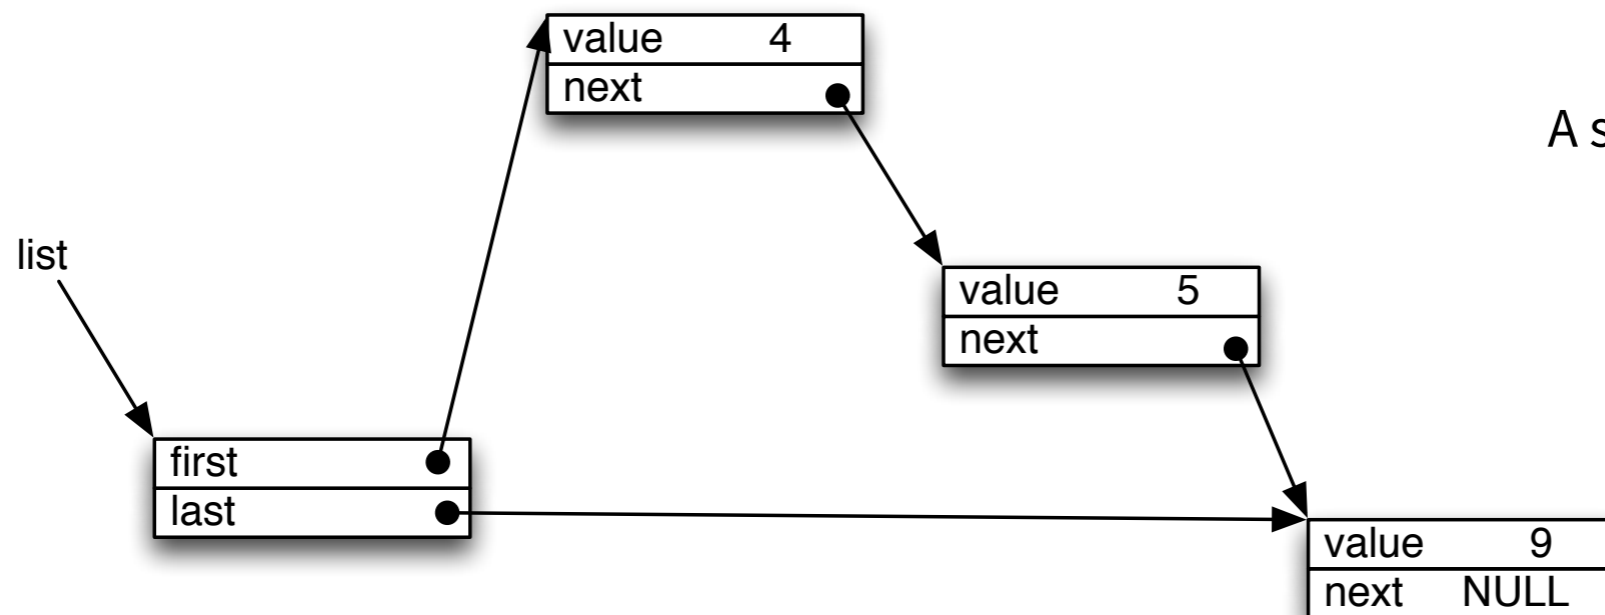 value 4
next
A s
list
value 5
next
first
last
value 9
next NULL